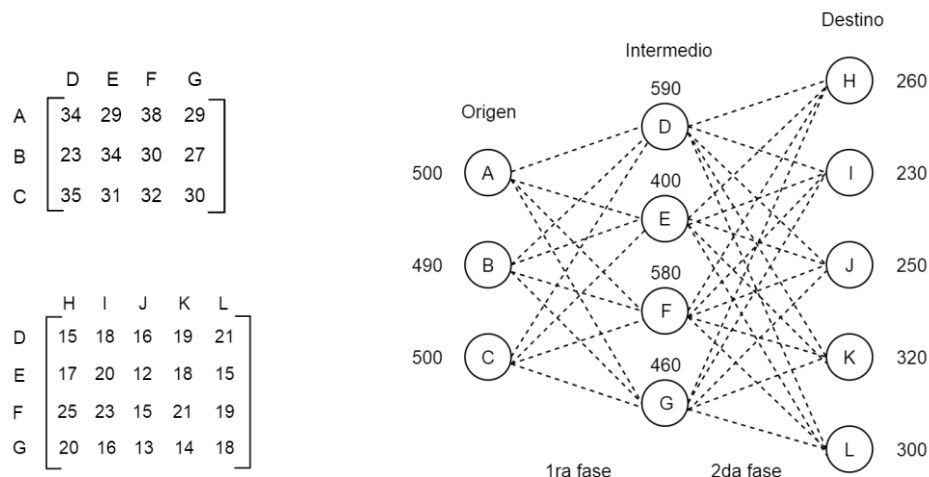 D E F G
A 34 29 38 29
B 23 34 30 27
C 35 31 32 30
H I J K L
D 15 18 16 19 21
E 17 20 12 18 15
F 25 23 15 21 19
G 20 16 13 14 18
Origen
500 A
490 B
500 C
Intermedio
590
D
400
E
580
F
460
G
Destino
H 260
I 230
J 250
K 320
L 300
1ra fase
2da fase